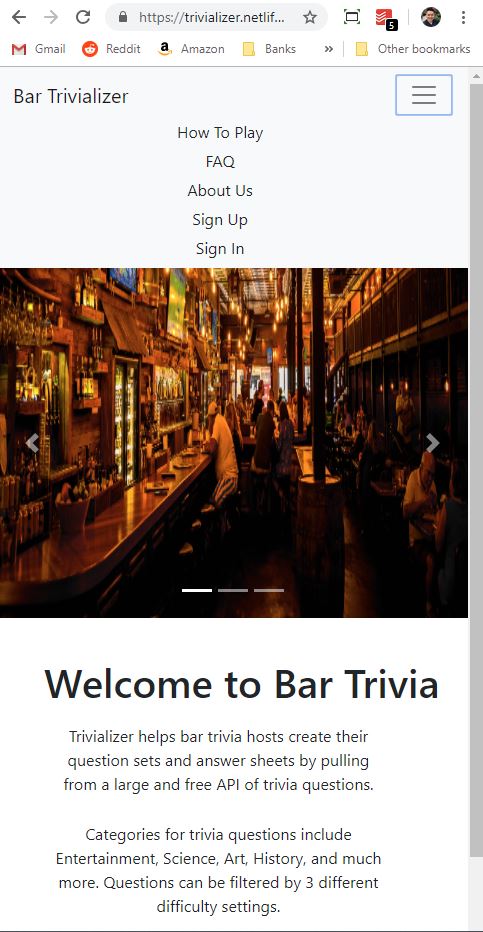 https://trivializer.netlif...
5
Gmail Reddit Amazon Banks » Other bookmarks
Bar Trivializer
How To Play
FAQ
About Us
Sign Up
Sign In
Welcome to Bar Trivia
Trivializer helps bar trivia hosts create their
question sets and answer sheets by pulling
from a large and free API of trivia questions.
Categories for trivia questions include
Entertainment, Science, Art, History, and much
more. Questions can be filtered by 3 different
difficulty settings.